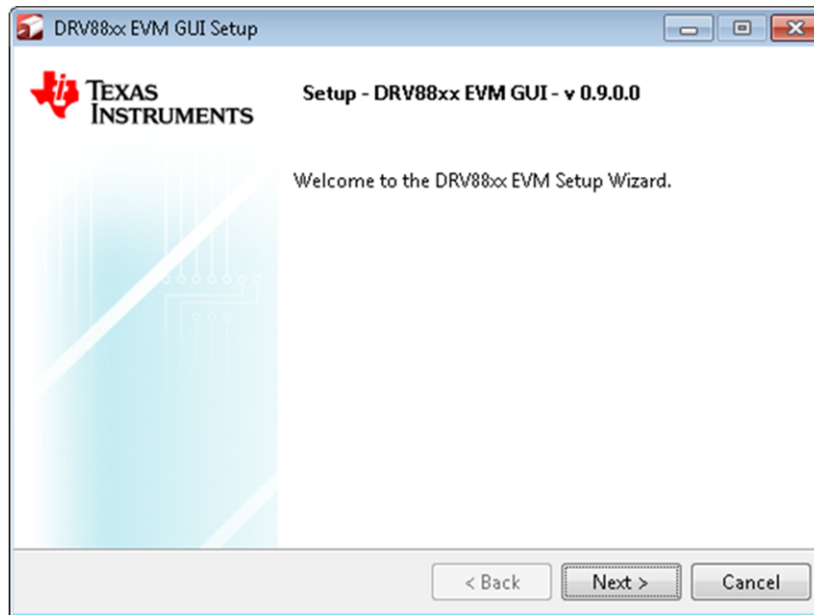 DRV88xx EVM GUI Setup
TEXAS
INSTRUMENTS
Setup - DRV88xx EVM GUI - v 0.9.0.0
Welcome to the DRV88xx EVM Setup Wizard.
< Back
Next >
Cancel